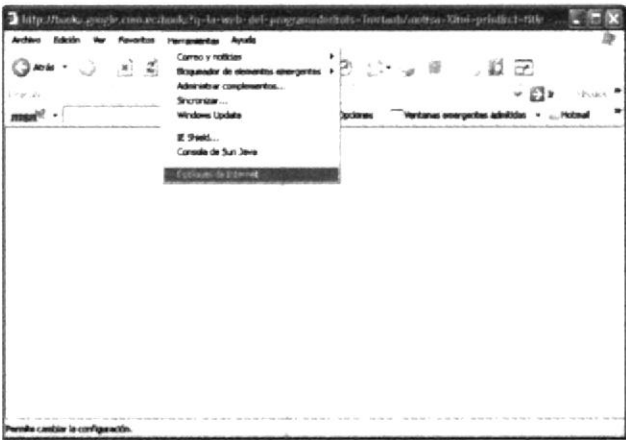 Archivo Edición Ver Favoritos Herramientas Ayuda
Atrás
Correo y noticias
Bloqueador de elementos emergentes
Administrar complementos...
Sincronizar...
Windows Update
IE Shield...
Consola de Sun Java
Opciones de Internet
msn
Opciones
Ventanas emergentes admitidas
Hotmail
Permite cambiar la configuración.